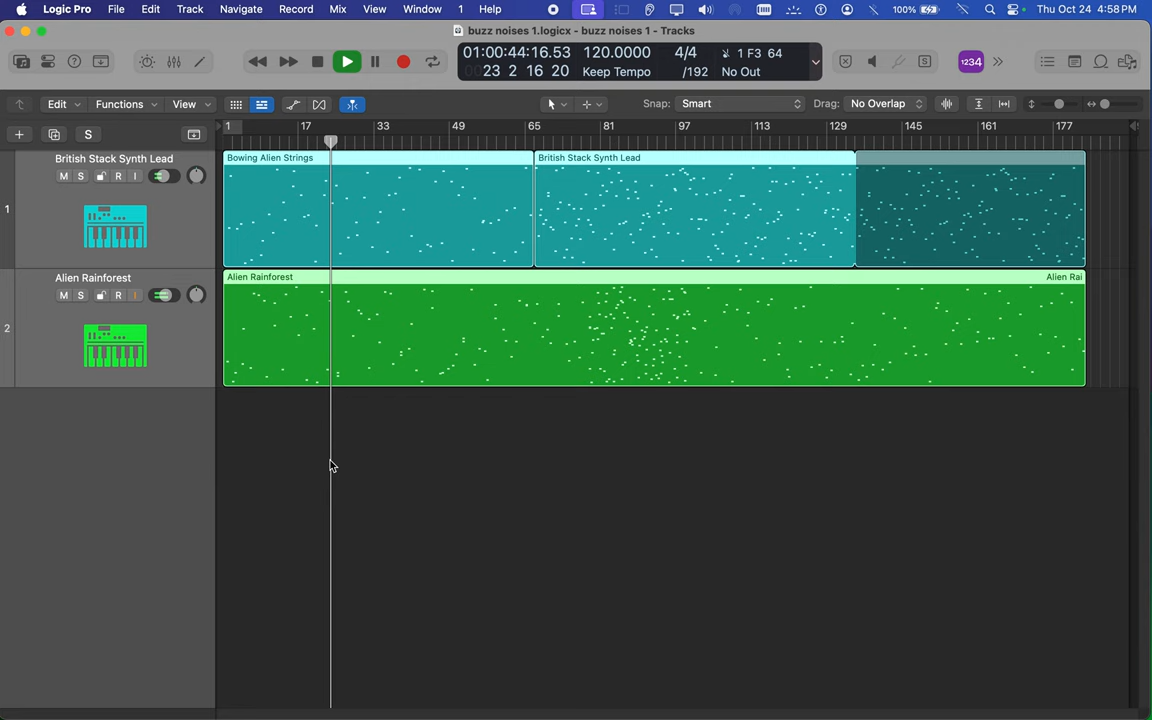 Logic Pro File Edit Track Navigate Record Mix View Window 1 Help 100% Thu Oct 24 4:58 PM
buzz noises 1.logicx - buzz noises 1 - Tracks
01:00:44:16.53 120.0000 4/4 1 F3 64
0023 2 16 20 Keep Tempo /192 No Out
1234
Edit Functions View Snap: Smart Drag: No Overlap
S
1 17 33 49 65 81 97 113 129 145 161 177
British Stack Synth Lead
M S R I
1
Bowing Alien Strings British Stack Synth Lead
Alien Rainforest
M S R I
2
Alien Rainforest Alien Rai